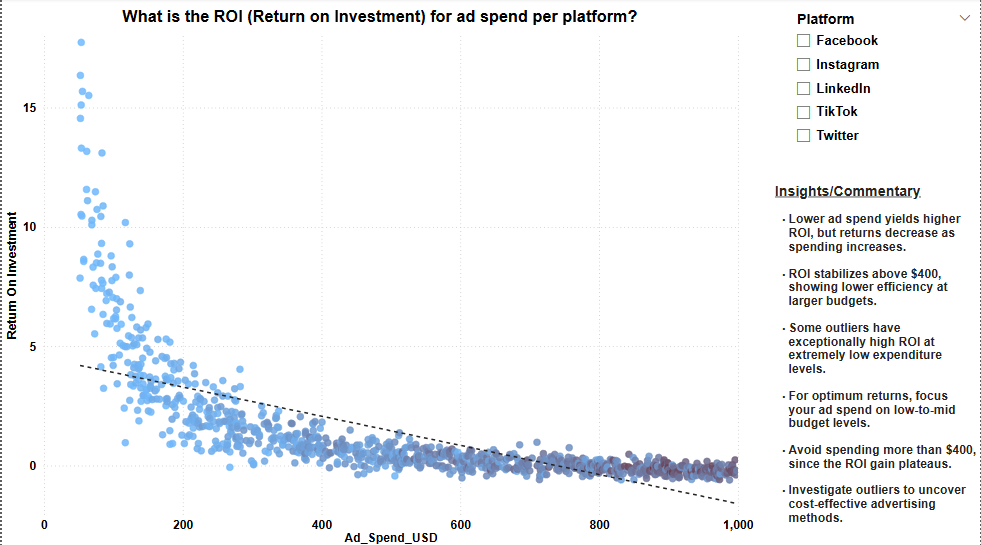 What is the ROI (Return on Investment) for ad spend per platform?
Platform
Facebook
Instagram
LinkedIn
TikTok
Twitter
Insights/Commentary
· Lower ad spend yields higher
ROI, but returns decrease as
spending increases.
· ROI stabilizes above $400,
showing lower efficiency at
larger budgets.
· Some outliers have
exceptionally high ROI at
extremely low expenditure
levels.
· For optimum returns, focus
your ad spend on low-to-mid
budget levels.
· Avoid spending more than $400,
since the ROI gain plateaus.
· Investigate outliers to uncover
cost-effective advertising
methods.
Return On Investment
15
10
5
0
0 200 400 600 800 1,000
Ad_Spend_USD